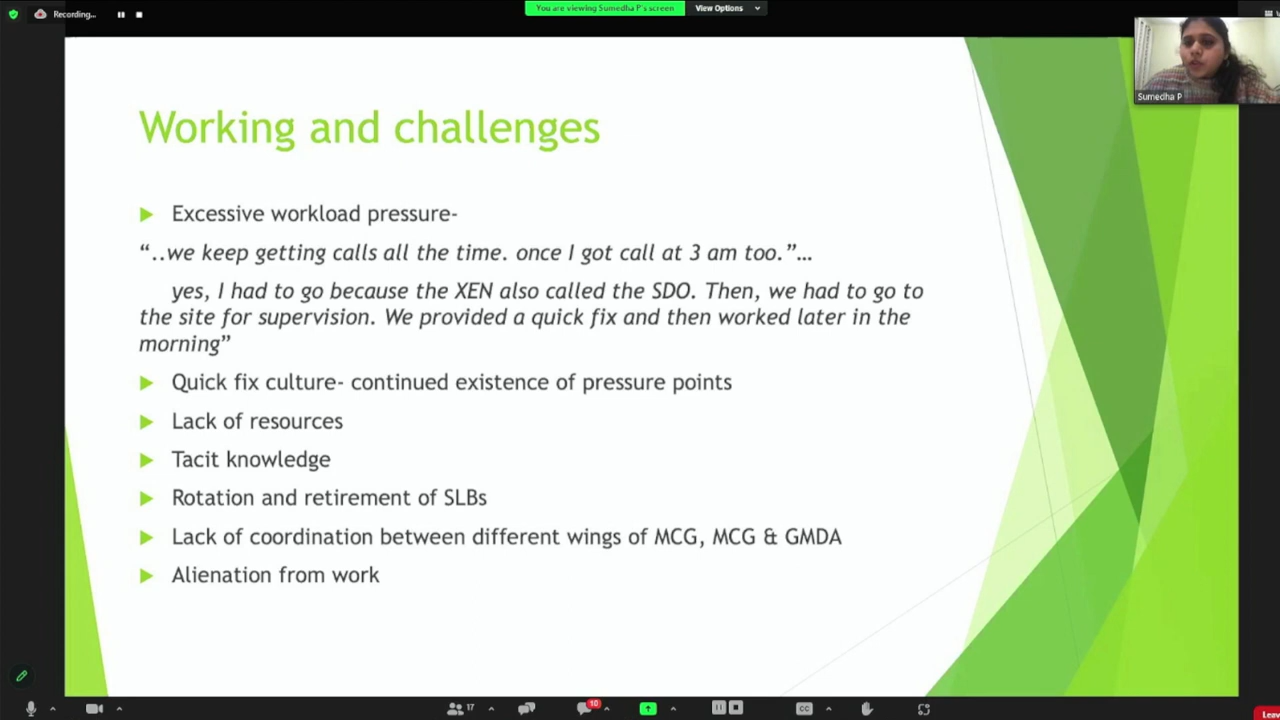 Recording...
You are viewing Sumedha P's screen
View Options
Sumedha P
Working and challenges
Excessive workload pressure-
“..we keep getting calls all the time. once I got call at 3 am too.”…
yes, I had to go because the XEN also called the SDO. Then, we had to go to
the site for supervision. We provided a quick fix and then worked later in the
morning”
Quick fix culture- continued existence of pressure points
Lack of resources
Tacit knowledge
Rotation and retirement of SLBs
Lack of coordination between different wings of MCG, MCG & GMDA
Alienation from work
17
10
CC